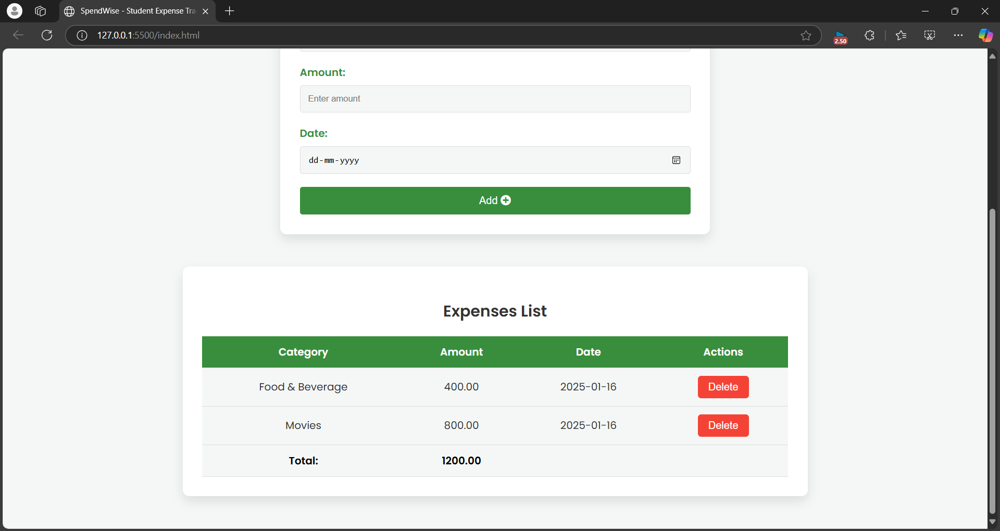 SpendWise - Student Expense Tra
127.0.0.1:5500/index.html
2.50
Amount:
Enter amount
Date:
dd-mm-yyyy
Add
Expenses List
Category Amount Date Actions
Food & Beverage 400.00 2025-01-16 Delete
Movies 800.00 2025-01-16 Delete
Total: 1200.00